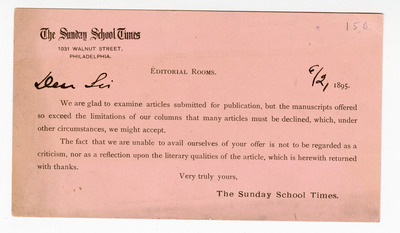 150
The Sunday School Times
1031 WALNUT STREET,
PHILADELPHIA.
EDITORIAL ROOMS.
6/2, 1895.
Dear Sir
We are glad to examine articles submitted for publication, but the manuscripts offered
so exceed the limitations of our columns that many articles must be declined, which, under
other circumstances, we might accept.
The fact that we are unable to avail ourselves of your offer is not to be regarded as a
criticism, nor as a reflection upon the literary qualities of the article, which is herewith returned
with thanks.
Very truly yours,
The Sunday School Times.